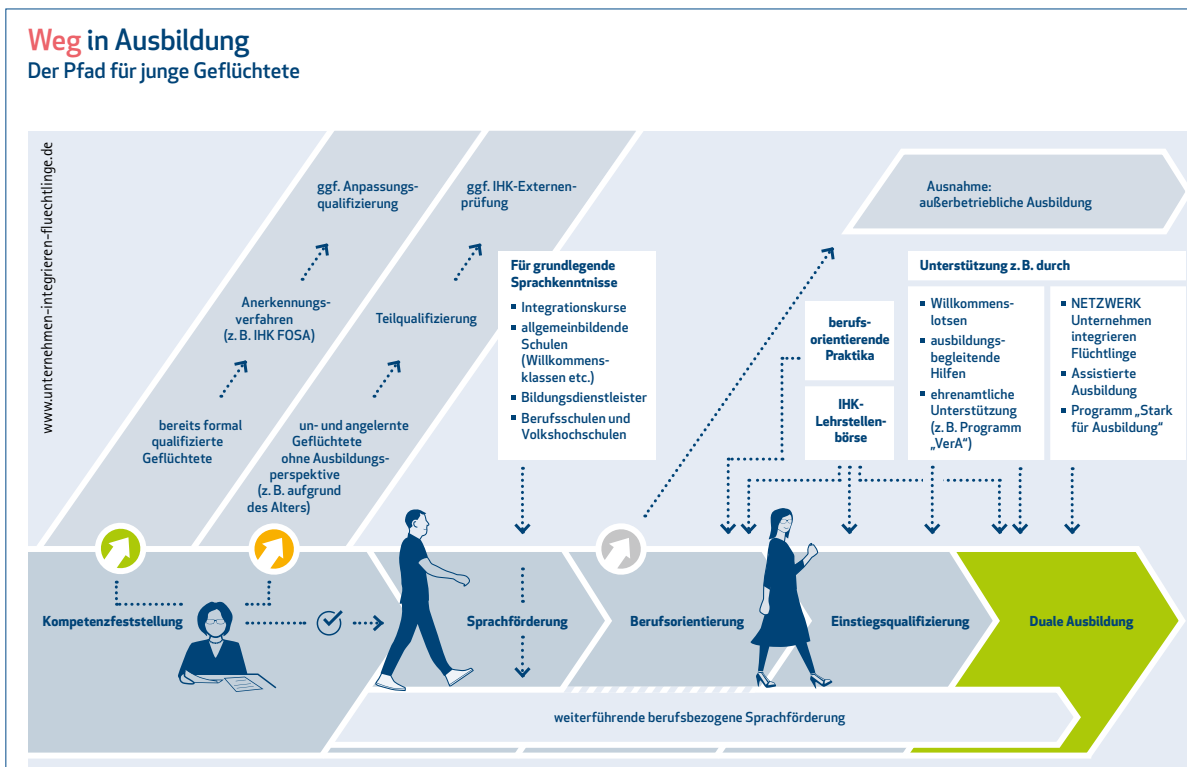 Weg in Ausbildung
Der Pfad für junge Geflüchtete
www.unternehmen-integrieren-fluechtlinge.de
ggf. Anpassungs-
qualifizierung
Anerkennungs-
verfahren
(z. B. IHK FOSA)
bereits formal
qualifizierte
Geflüchtete
ggf. IHK-Externen-
prüfung
Teilqualifizierung
un- und angelernte
Geflüchtete
ohne Ausbildungs-
perspektive
(z. B. aufgrund
des Alters)
Für grundlegende
Sprachkenntnisse
▪ Integrationskurse
▪ allgemeinbildende
Schulen
(Willkommens-
klassen etc.)
▪ Bildungsdienstleister
▪ Berufsschulen und
Volkshochschulen
Ausnahme:
außerbetriebliche Ausbildung
berufs-
orientierende
Praktika
IHK-
Lehrstellen-
börse
Unterstützung z. B. durch
▪ Willkommens-
lotsen
▪ ausbildungs-
begleitende
Hilfen
▪ ehrenamtliche
Unterstützung
(z. B. Programm
„VerA“)
▪ NETZWERK
Unternehmen
integrieren
Flüchtlinge
▪ Assistierte
Ausbildung
▪ Programm „Stark
für Ausbildung“
Kompetenzfeststellung
Sprachförderung
Berufsorientierung
Einstiegsqualifizierung
Duale Ausbildung
weiterführende berufsbezogene Sprachförderung